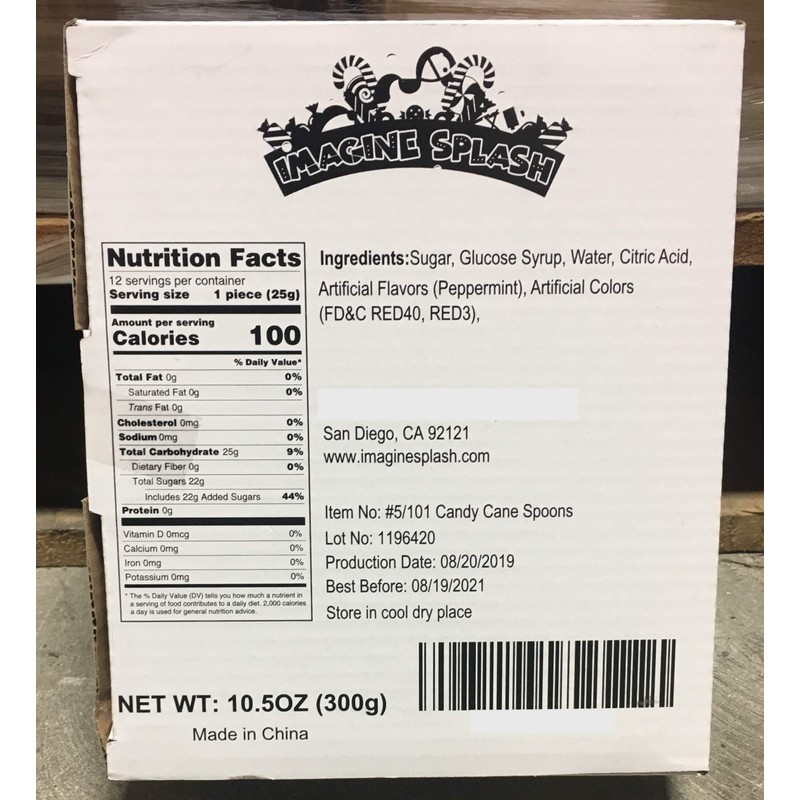 IMAGINE SPLASH
Nutrition Facts
12 servings per container
Serving size 1 piece (25g)
Amount per serving
Calories 100
% Daily Value*
Total Fat 0g 0%
Saturated Fat 0g 0%
Trans Fat 0g
Cholesterol 0mg 0%
Sodium 0mg 0%
Total Carbohydrate 25g 9%
Dietary Fiber 0g 0%
Total Sugars 22g
Includes 22g Added Sugars 44%
Protein 0g
Vitamin D 0mcg 0%
Calcium 0mg 0%
Iron 0mg 0%
Potassium 0mg 0%
* The % Daily Value (DV) tells you how much a nutrient in
a serving of food contributes to a daily diet. 2,000 calories
a day is used for general nutrition advice.
Ingredients:Sugar, Glucose Syrup, Water, Citric Acid,
Artificial Flavors (Peppermint), Artificial Colors
(FD&C RED40, RED3),
San Diego, CA 92121
www.imaginesplash.com
Item No: #5/101 Candy Cane Spoons
Lot No: 1196420
Production Date: 08/20/2019
Best Before: 08/19/2021
Store in cool dry place
NET WT: 10.5OZ (300g)
Made in China